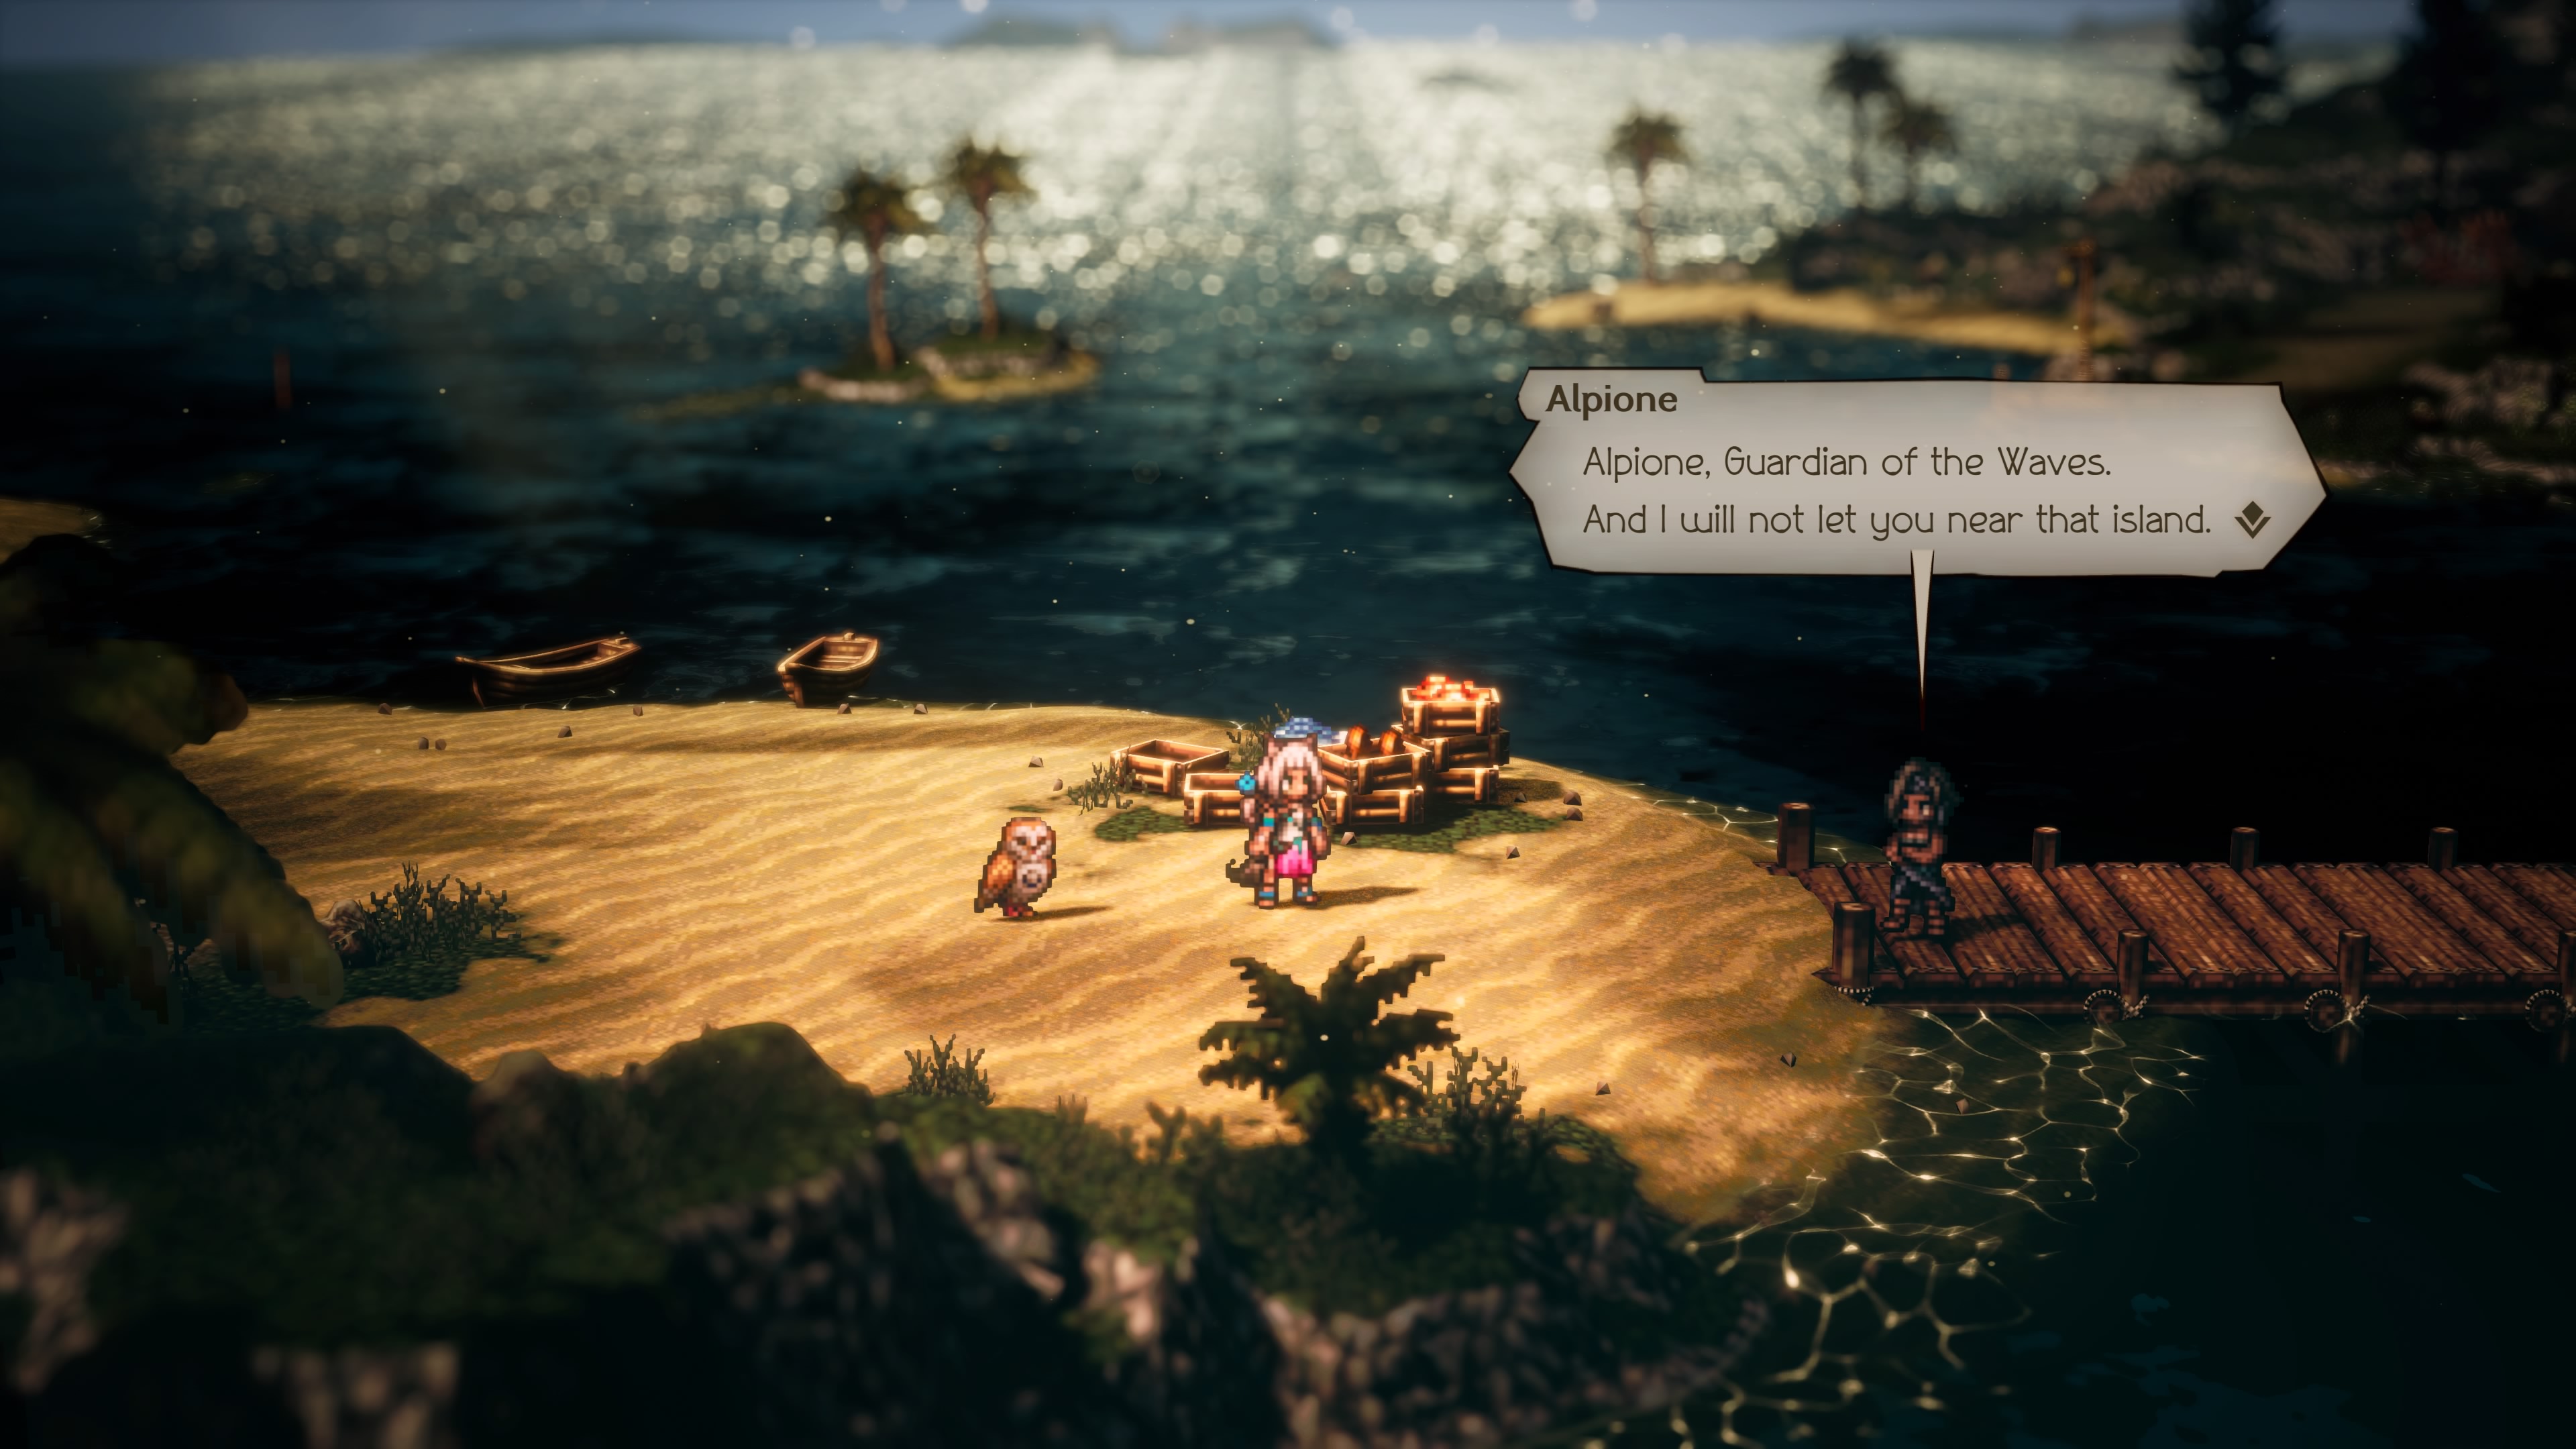 Alpione
Alpione, Guardian of the Waves.
And I will not let you near that island.